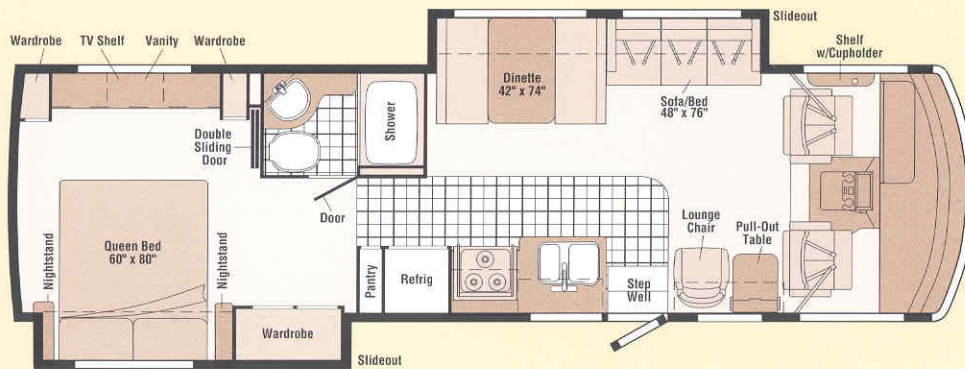 Slideout
Wardrobe
TV Shelf
Vanity
Wardrobe
Shelf
w/Cupholder
Dinette
42" x 74"
Sofa/Bed
48" x 76"
Shower
Double
Sliding
Door
Door
Lounge
Chair
Pull-Out
Table
Nightstand
Queen Bed
60" x 80"
Nightstand
Pantry
Refrig
Step
Well
Wardrobe
Slideout